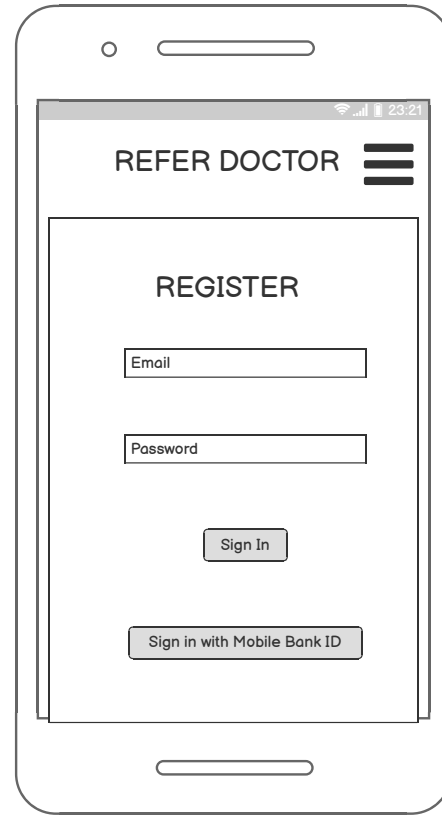 23:21
REFER DOCTOR
REGISTER
Email
Password
Sign In
Sign in with Mobile Bank ID